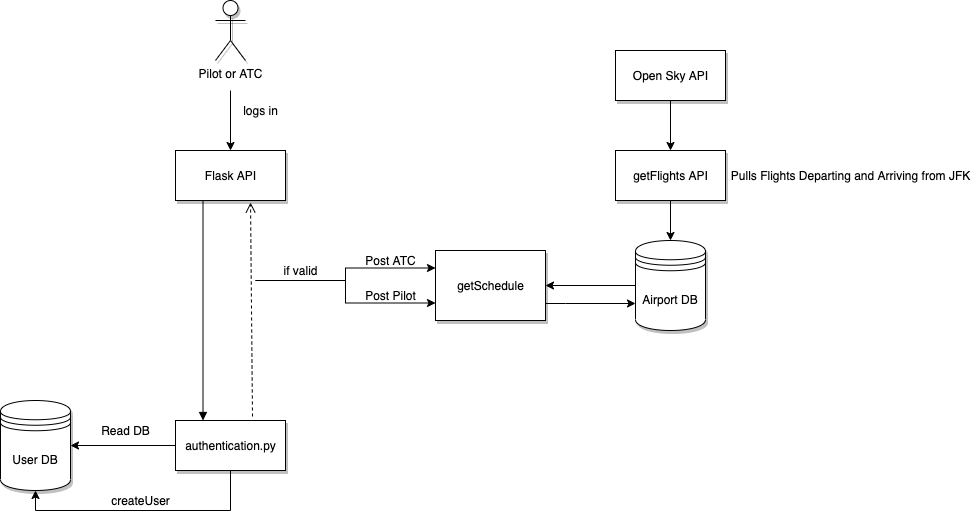 Pilot or ATC
logs in
Open Sky API
Flask API
getFlights API
Pulls Flights Departing and Arriving from JFK
if valid
Post ATC
Post Pilot
getSchedule
Airport DB
User DB
Read DB
authentication.py
createUser